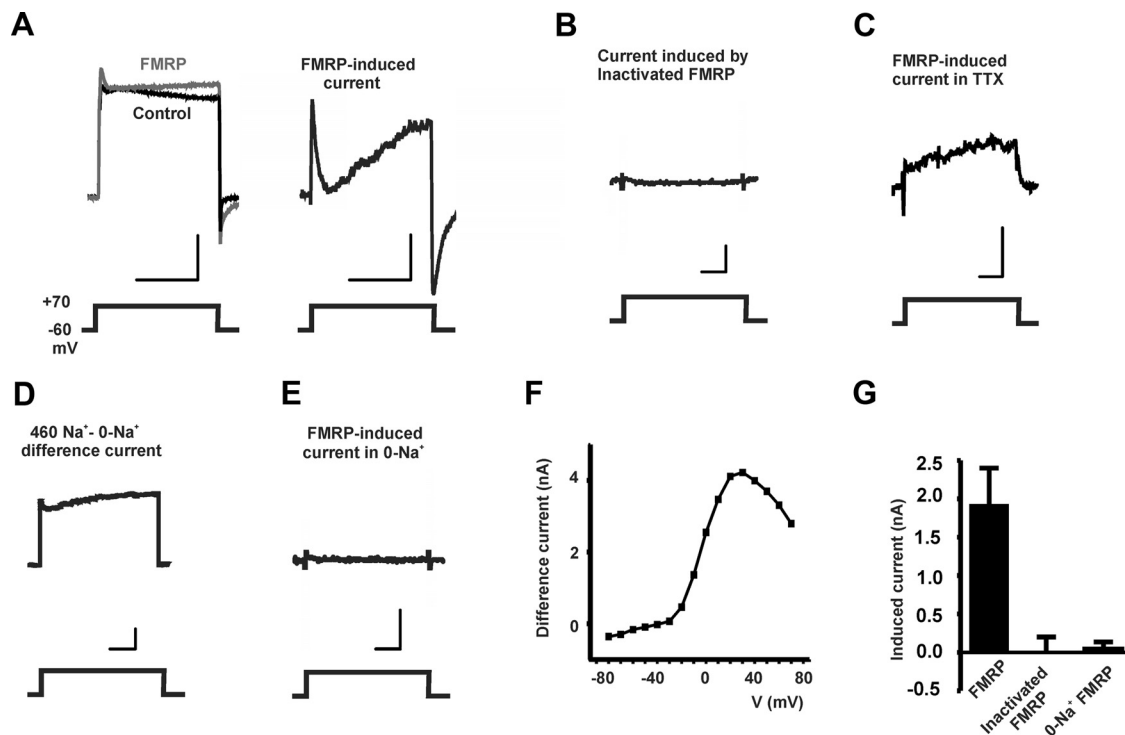 A
FMRP
Control
FMRP-induced
current
+70
-60
mV
B
Current induced by
Inactivated FMRP
C
FMRP-induced
current in TTX
D
460 Na⁺- 0-Na⁺
difference current
E
FMRP-induced
current in 0-Na⁺
F
Difference current (nA)
4
2
0
-80
-40
0
40
80
V (mV)
G
Induced current (nA)
2.5
2.0
1.5
1.0
0.5
0.0
-0.5
FMRP
Inactivated
FMRP
0-Na⁺ FMRP